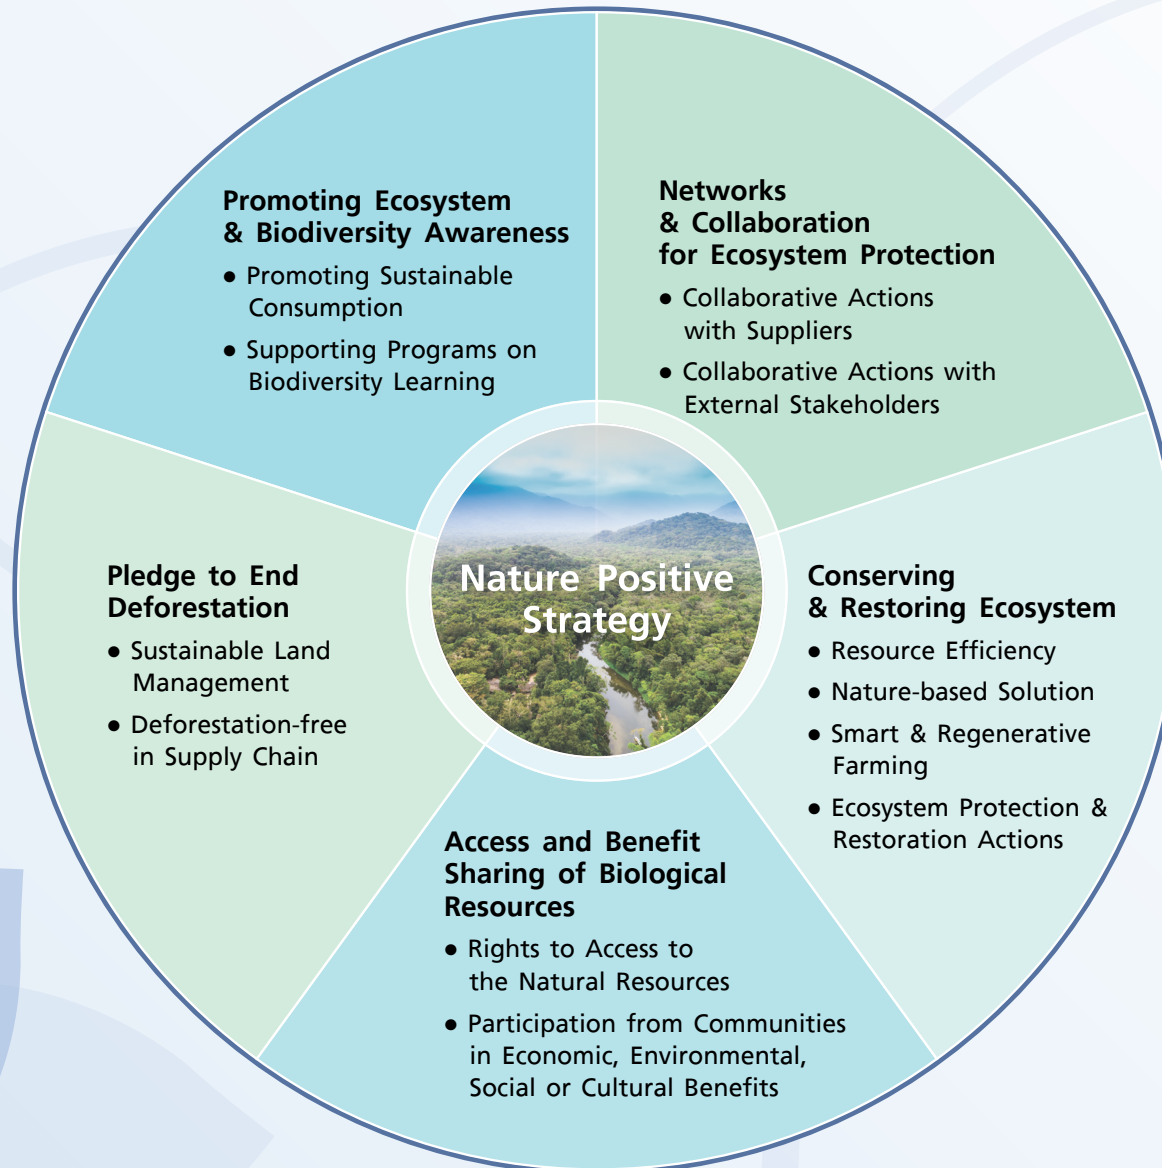 Promoting Ecosystem
& Biodiversity Awareness
● Promoting Sustainable
Consumption
● Supporting Programs on
Biodiversity Learning
Networks
& Collaboration
for Ecosystem Protection
● Collaborative Actions
with Suppliers
● Collaborative Actions with
External Stakeholders
Nature Positive
Strategy
Pledge to End
Deforestation
● Sustainable Land
Management
● Deforestation-free
in Supply Chain
Conserving
& Restoring Ecosystem
● Resource Efficiency
● Nature-based Solution
● Smart & Regenerative
Farming
● Ecosystem Protection &
Restoration Actions
Access and Benefit
Sharing of Biological
Resources
● Rights to Access to
the Natural Resources
● Participation from Communities
in Economic, Environmental,
Social or Cultural Benefits